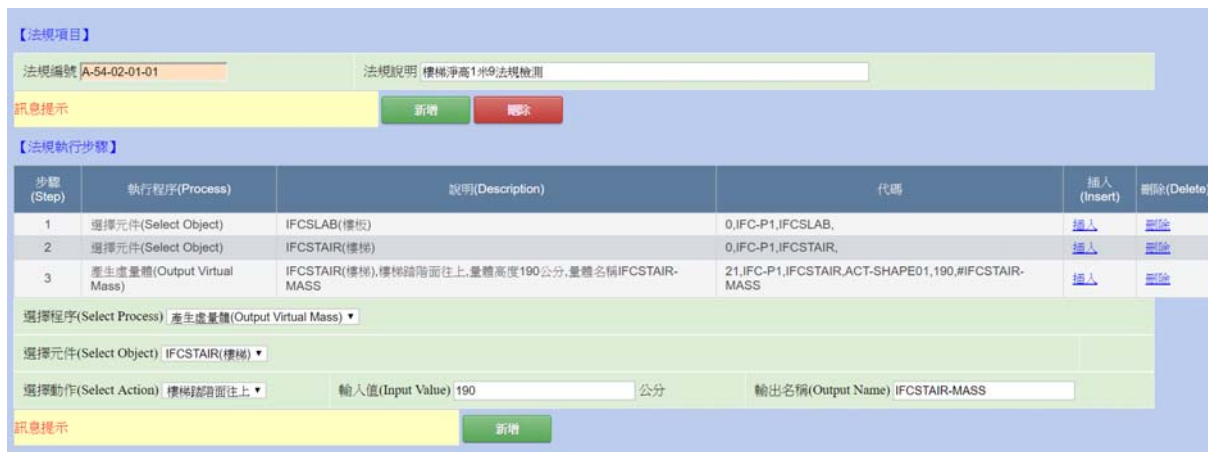 【法規項目】
法規編號 A-54-02-01-01 法規說明 樓梯淨高1米9法規檢測
訊息提示 新增 刪除
【法規執行步驟】
步驟(Step) 執行程序(Process) 說明(Description) 代碼 插入(Insert) 刪除(Delete)
1 選擇元件(Select Object) IFCSLAB(樓板) 0,IFC-P1,IFCSLAB, 插入 刪除
2 選擇元件(Select Object) IFCSTAIR(樓梯) 0,IFC-P1,IFCSTAIR, 插入 刪除
3 產生虛量體(Output Virtual Mass) IFCSTAIR(樓梯),樓梯踏階面往上,量體高度190公分,量體名稱IFCSTAIR-MASS 21,IFC-P1,IFCSTAIR,ACT-SHAPE01,190,#IFCSTAIR-MASS 插入 刪除
選擇程序(Select Process) 產生虛量體(Output Virtual Mass)
選擇元件(Select Object) IFCSTAIR(樓梯)
選擇動作(Select Action) 樓梯踏階面往上 輸入值(Input Value) 190 公分 輸出名稱(Output Name) IFCSTAIR-MASS
訊息提示 新增